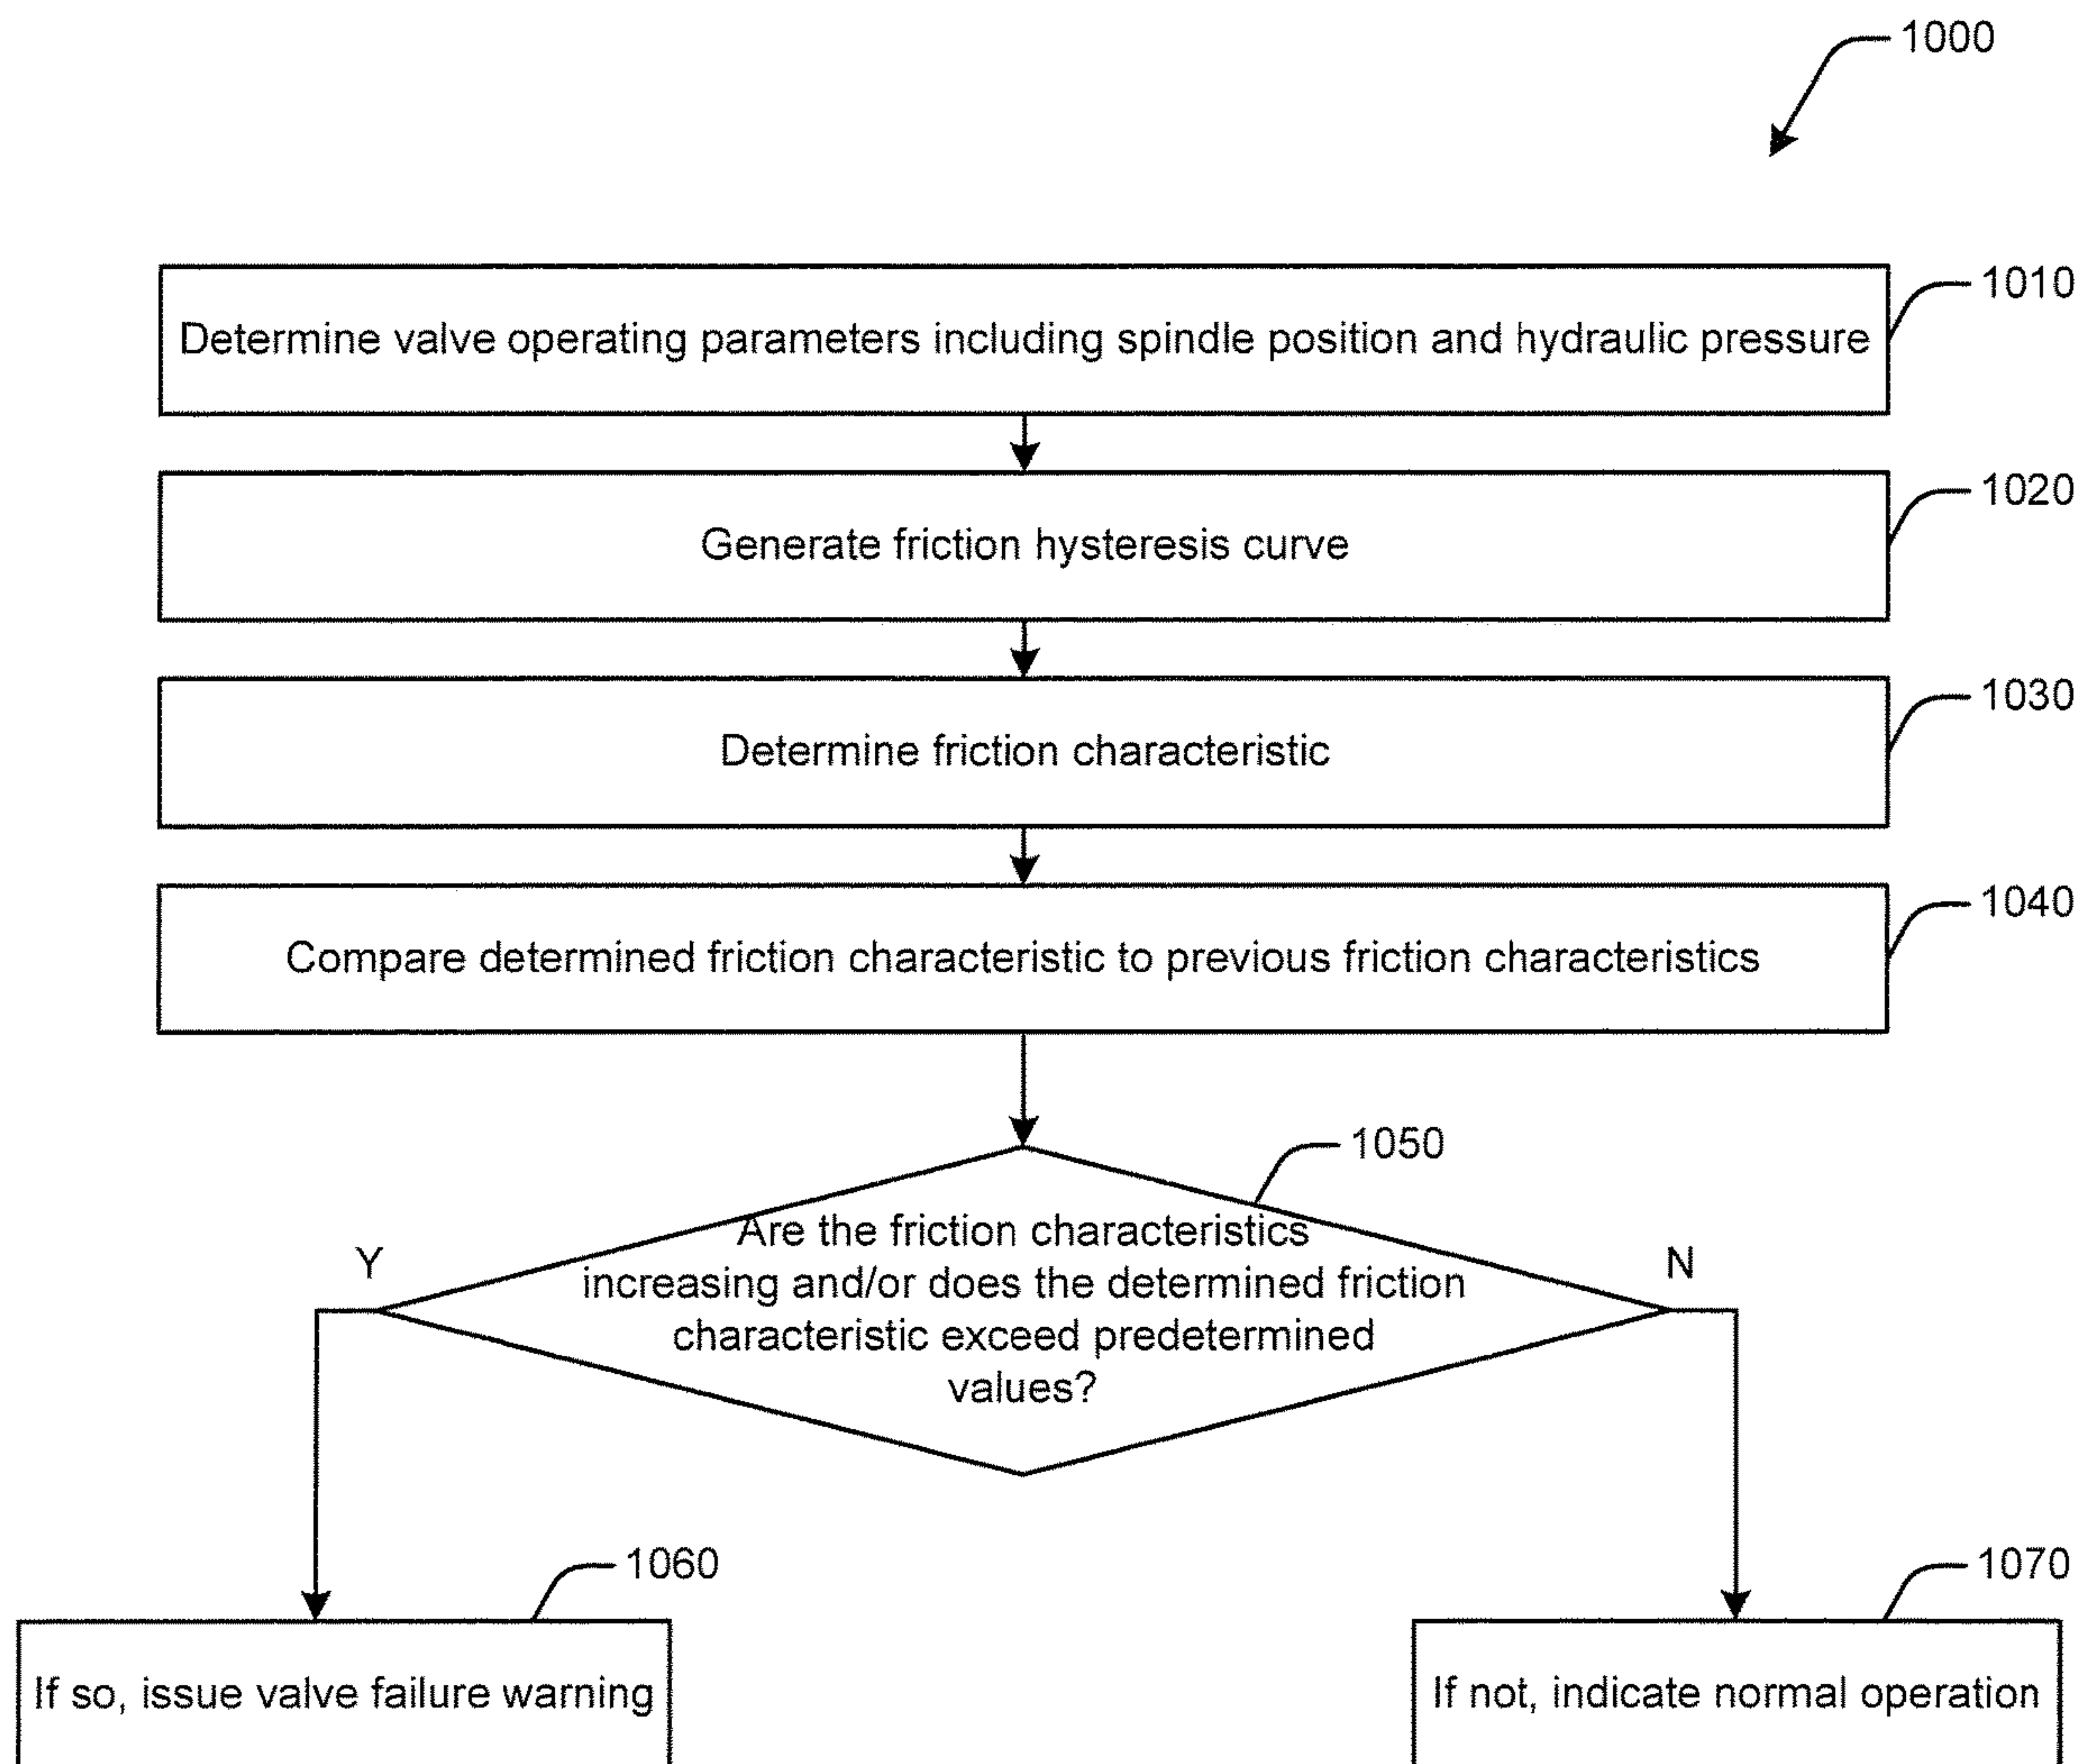 1000
Determine valve operating parameters including spindle position and hydraulic pressure
1010
Generate friction hysteresis curve
1020
Determine friction characteristic
1030
Compare determined friction characteristic to previous friction characteristics
1040
1050
Are the friction characteristics
increasing and/or does the determined friction
characteristic exceed predetermined
values?
Y
N
1060
If so, issue valve failure warning
1070
If not, indicate normal operation